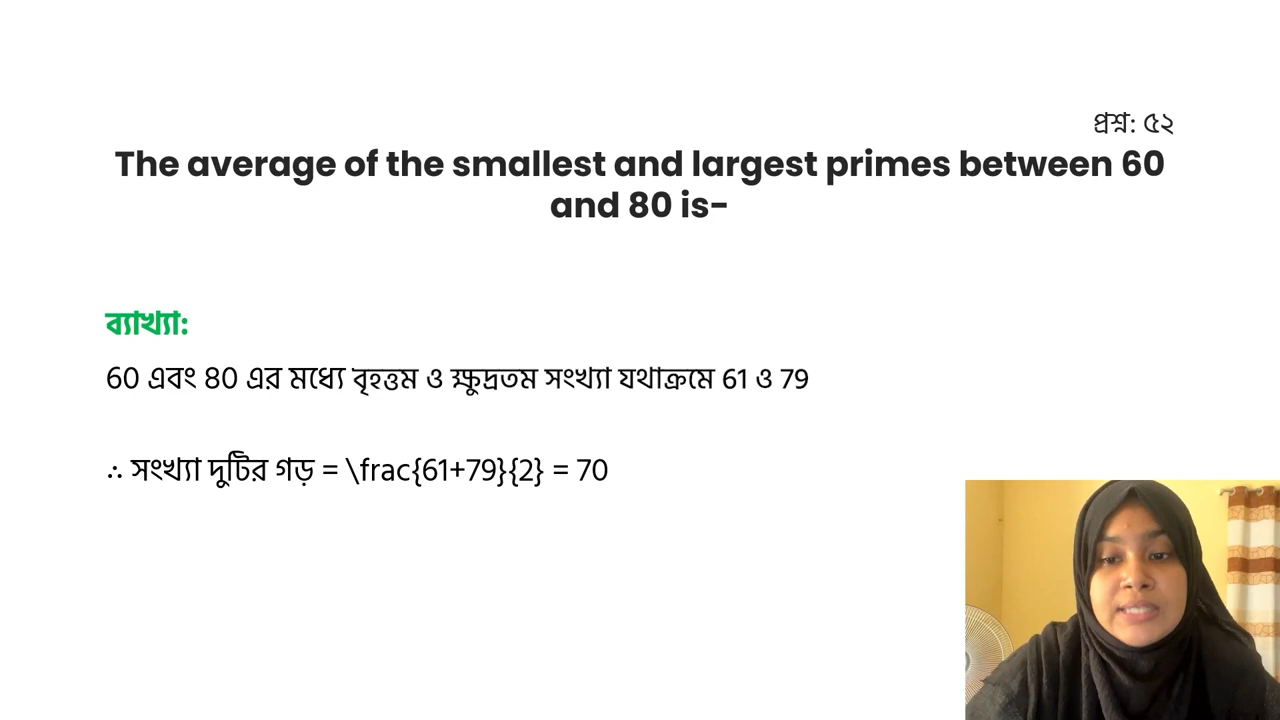 প্রশ্ন: ৫২
The average of the smallest and largest primes between 60
and 80 is-
ব্যাখ্যা:
60 এবং 80 এর মধ্যে বৃহত্তম ও ক্ষুদ্রতম সংখ্যা যথাক্রমে 61 ও 79
∴ সংখ্যা দুটির গড় = \frac{61+79}{2} = 70